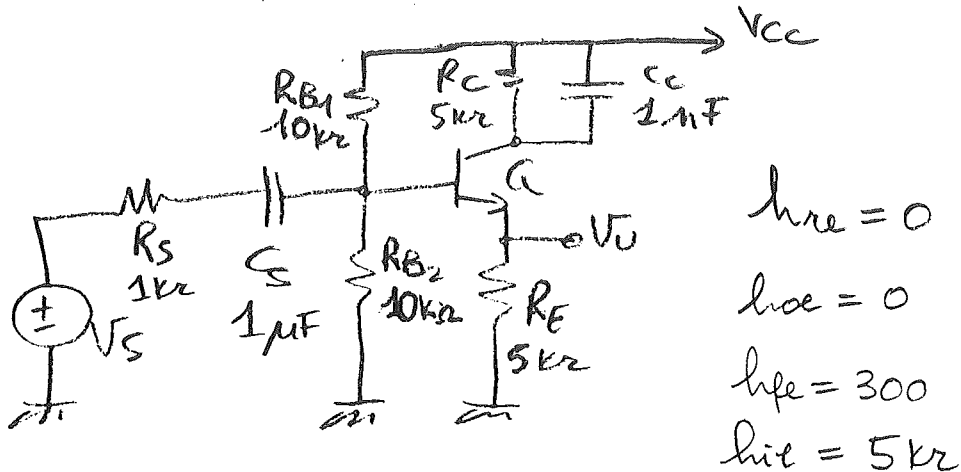 VCC
RB1
10kΩ
RC
5kΩ
CC
1nF
Q
hre = 0
VU
RS
1kΩ
CS
1μF
RB2
10kΩ
RE
5kΩ
+
-
VS
hoe = 0
hfe = 300
hie = 5kΩ